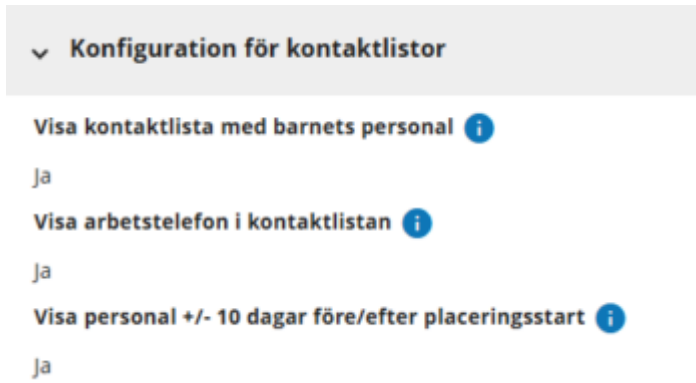 Konfiguration för kontaktlistor
Visa kontaktlista med barnets personal
Ja
Visa arbetstelefon i kontaktlistan
Ja
Visa personal +/- 10 dagar före/efter placeringsstart
Ja